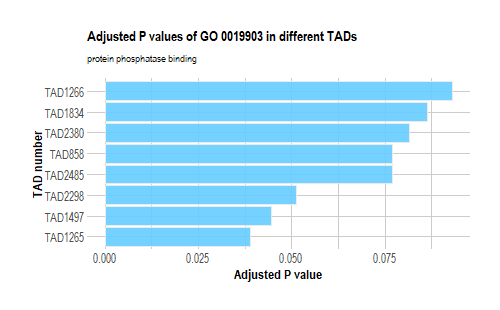 Adjusted P values of GO 0019903 in different TADs
protein phosphatase binding
TAD1266
TAD1834
TAD2380
TAD858
TAD2485
TAD2298
TAD1497
TAD1265
TAD number
0.000 0.025 0.050 0.075
Adjusted P value